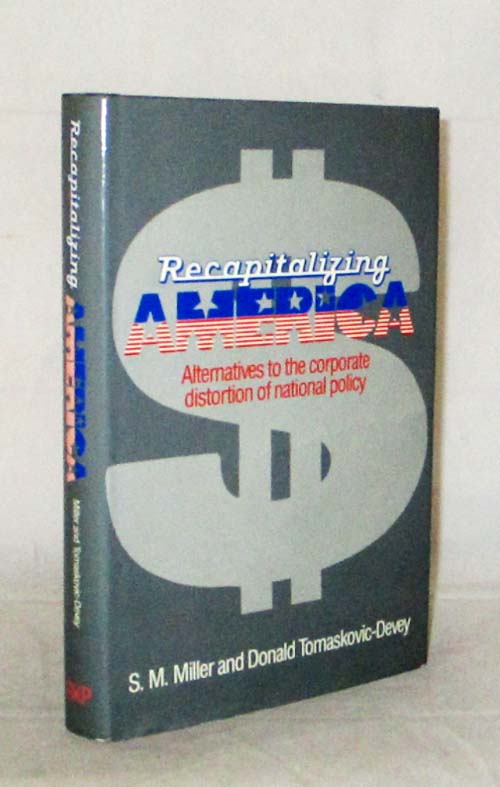 Recapitalizing
AMERICA
Alternatives to the corporate
distortion of national policy
S. M. Miller and Donald Tomaskovic-Devey
Recapitalizing
AMERICA
Miller and Tomaskovic-Devey